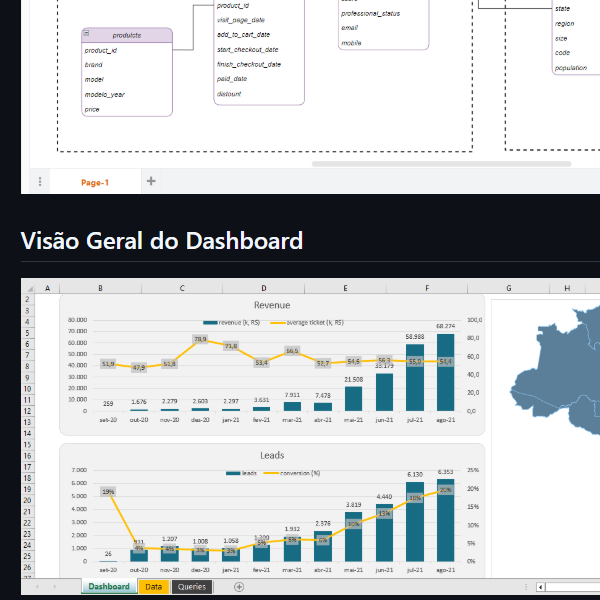 product_id
visit_page_date
add_to_cart_date
start_checkout_date
finish_checkout_date
paid_date
distount
professional_status
email
mobile
state
region
size
code
population
produtcts
product_id
brand
model
modelo_year
price
Page-1
Visão Geral do Dashboard
A B C D E F G H
2
3
4
5
6
7
8
9
10
11
12
13
14
15
16
17
18
19
20
21
22
23
24
25
26
Revenue
revenue (k, R$) average ticket (k, R$)
80.000
70.000
60.000
50.000
40.000
30.000
20.000
10.000
0
100,0
80,0
60,0
40,0
20,0
0,0
51,9 47,9 51,8 78,9 71,8 53,4 66,5 52,7 54,6 56,3 55,0 54,4
259 1.676 2.279 2.603 2.297 3.631 7.911 7.478 21.508 33.179 58.988 68.274
set-20 out-20 nov-20 dez-20 jan-21 fev-21 mar-21 abr-21 mai-21 jun-21 jul-21 ago-21
Leads
leads conversion (%)
7.000
6.000
5.000
4.000
3.000
2.000
1.000
0
25%
20%
15%
10%
5%
0%
19% 4% 4% 3% 3% 5% 6% 6% 10% 13% 18% 20%
26 931 1.207 1.008 1.058 1.300 1.932 2.376 3.819 4.440 6.130 6.353
set-20 out-20 nov-20 dez-20 jan-21 fev-21 mar-21 abr-21 mai-21 jun-21 jul-21 ago-21
Dashboard Data Queries